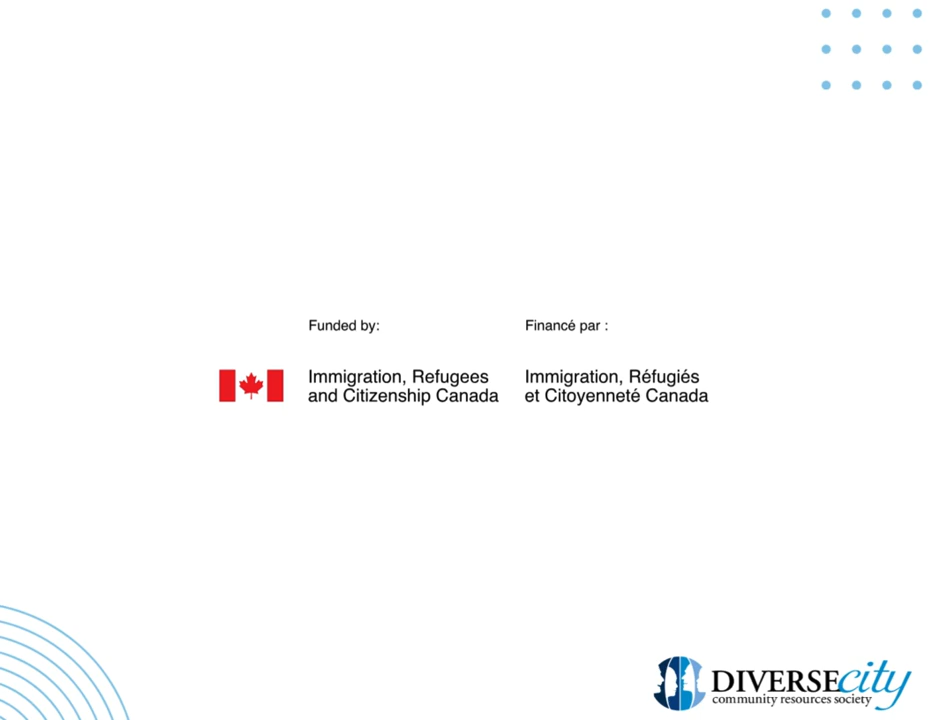 Funded by:
Financé par :
Immigration, Refugees
and Citizenship Canada
Immigration, Réfugiés
et Citoyenneté Canada
DIVERSEcity
community resources society